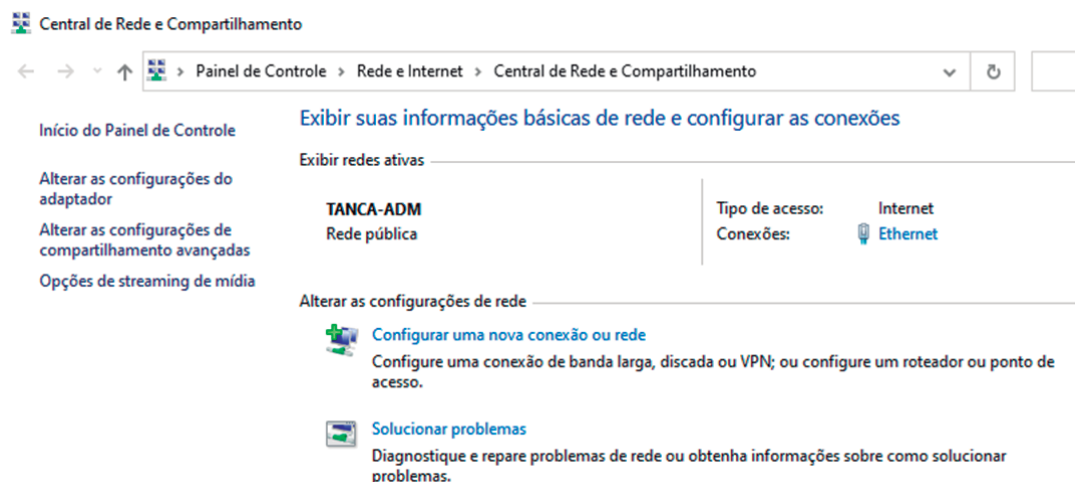 Central de Rede e Compartilhamento
Painel de Controle > Rede e Internet > Central de Rede e Compartilhamento
Início do Painel de Controle
Alterar as configurações do
adaptador
Alterar as configurações de
compartilhamento avançadas
Opções de streaming de mídia
Exibir suas informações básicas de rede e configurar as conexões
Exibir redes ativas
TANCA-ADM
Rede pública
Tipo de acesso: Internet
Conexões: Ethernet
Alterar as configurações de rede
Configurar uma nova conexão ou rede
Configure uma conexão de banda larga, discada ou VPN; ou configure um roteador ou ponto de
acesso.
Solucionar problemas
Diagnostique e repare problemas de rede ou obtenha informações sobre como solucionar
problemas.